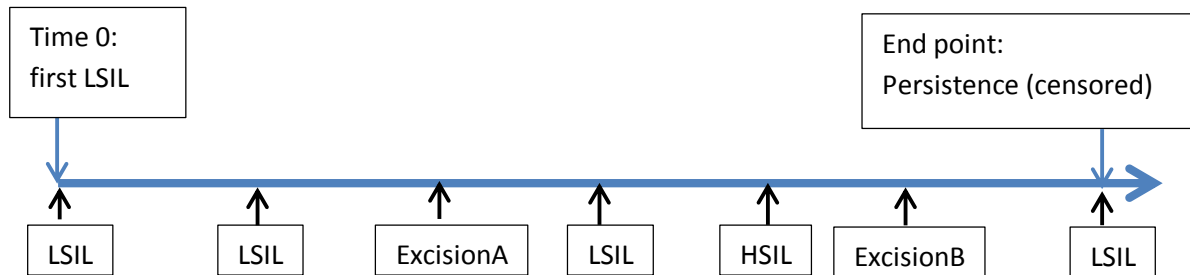 Time 0:
first LSIL
End point:
Persistence (censored)
LSIL
LSIL
ExcisionA
LSIL
HSIL
ExcisionB
LSIL